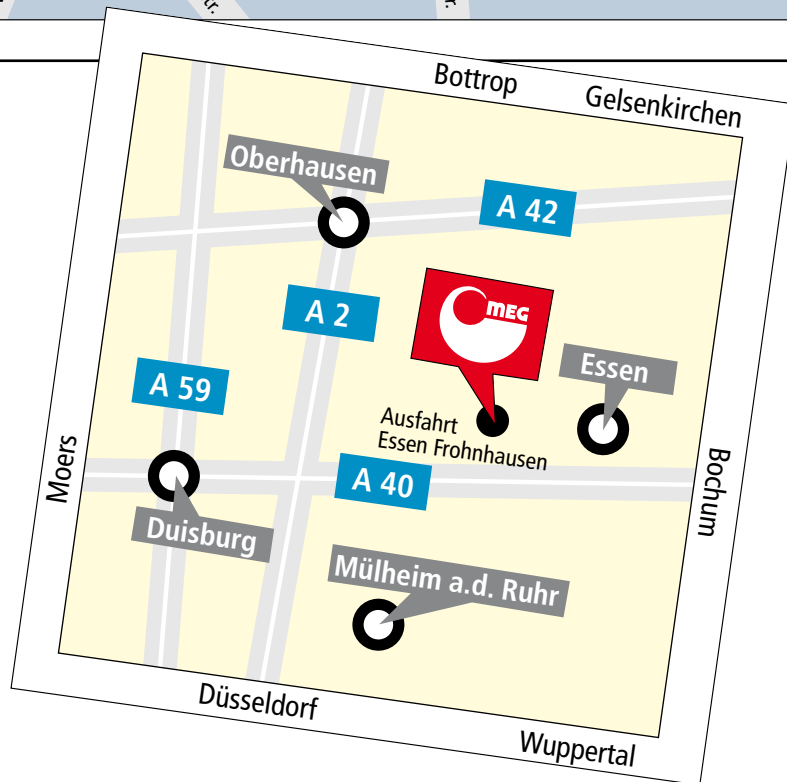 tr.
r.
Bottrop
Gelsenkirchen
Oberhausen
A 42
A 2
MEG
Essen
A 59
Ausfahrt
Essen Frohnhausen
Moers
A 40
Bochum
Duisburg
Mülheim a.d. Ruhr
Düsseldorf
Wuppertal